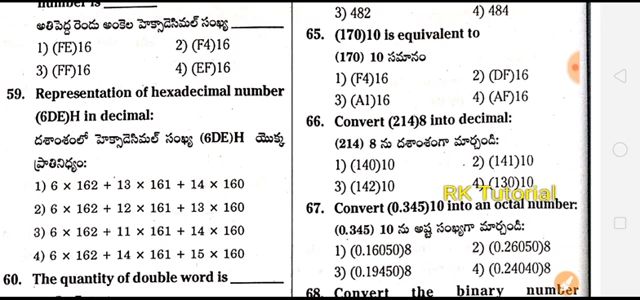 number is
అతిపెద్ద రెండు అంకెల హెక్సాడెసిమల్ సంఖ్య
1) (FE)16 2) (F4)16
3) (FF)16 4) (EF)16
59. Representation of hexadecimal number
(6DE)H in decimal:
దశాంశంలో హెక్సాడెసిమల్ సంఖ్య (6DE)H యొక్క
ప్రాతినిధ్యం:
1) 6 × 162 + 13 × 161 + 14 × 160
2) 6 × 162 + 12 × 161 + 13 × 160
3) 6 × 162 + 11 × 161 + 14 × 160
4) 6 × 162 + 14 × 161 + 15 × 160
60. The quantity of double word is
3) 482 4) 484
65. (170)10 is equivalent to
(170) 10 సమానం
1) (F4)16 2) (DF)16
3) (A1)16 4) (AF)16
66. Convert (214)8 into decimal:
(214) 8 ను దశాంశంగా మార్చండి:
1) (140)10 2) (141)10
3) (142)10 4) (130)10
RK Tutorial
67. Convert (0.345)10 into an octal number:
(0.345) 10 ను అష్ట సంఖ్యగా మార్చండి:
1) (0.16050)8 2) (0.26050)8
3) (0.19450)8 4) (0.24040)8
68. Convert the binary number